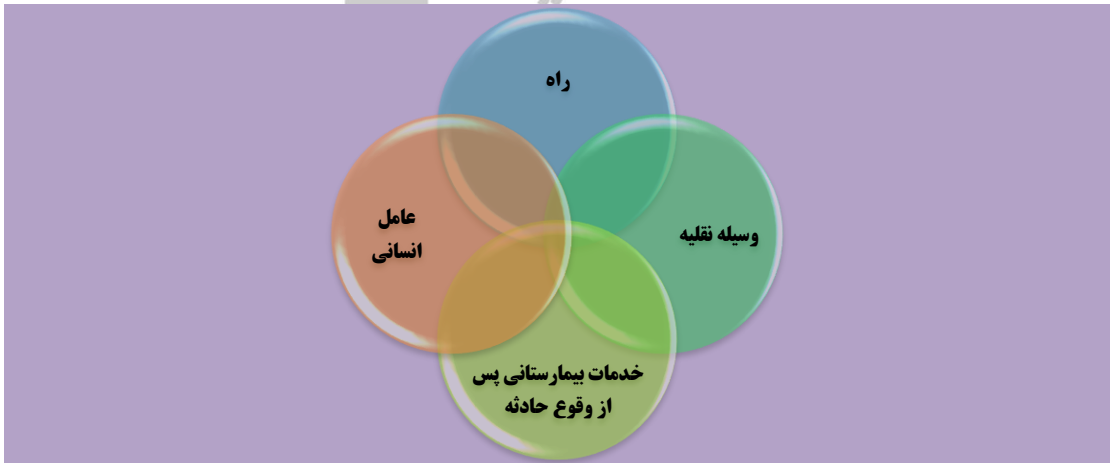 راه
وسیله نقلیه
عامل
انسانی
خدمات بیمارستانی پس
از وقوع حادثه